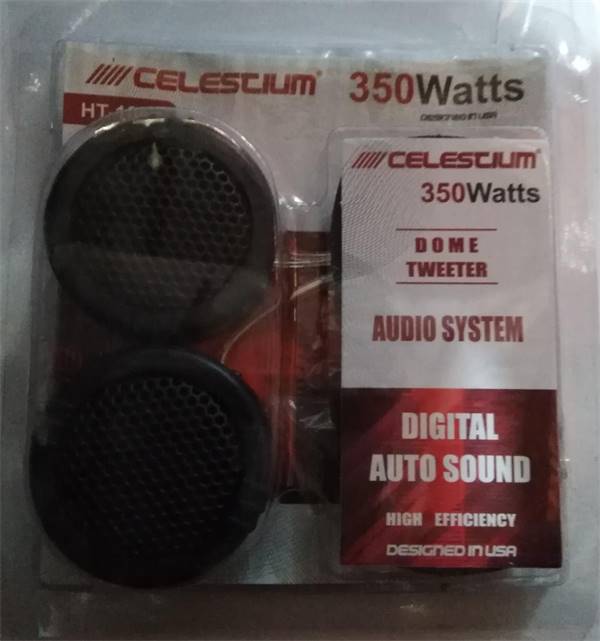 CELESTIUM
350Watts
DESIGNED IN USA
CELESTIUM
350Watts
DOME
TWEETER
AUDIO SYSTEM
DIGITAL
AUTO SOUND
HIGH EFFICIENCY
DESIGNED IN USA